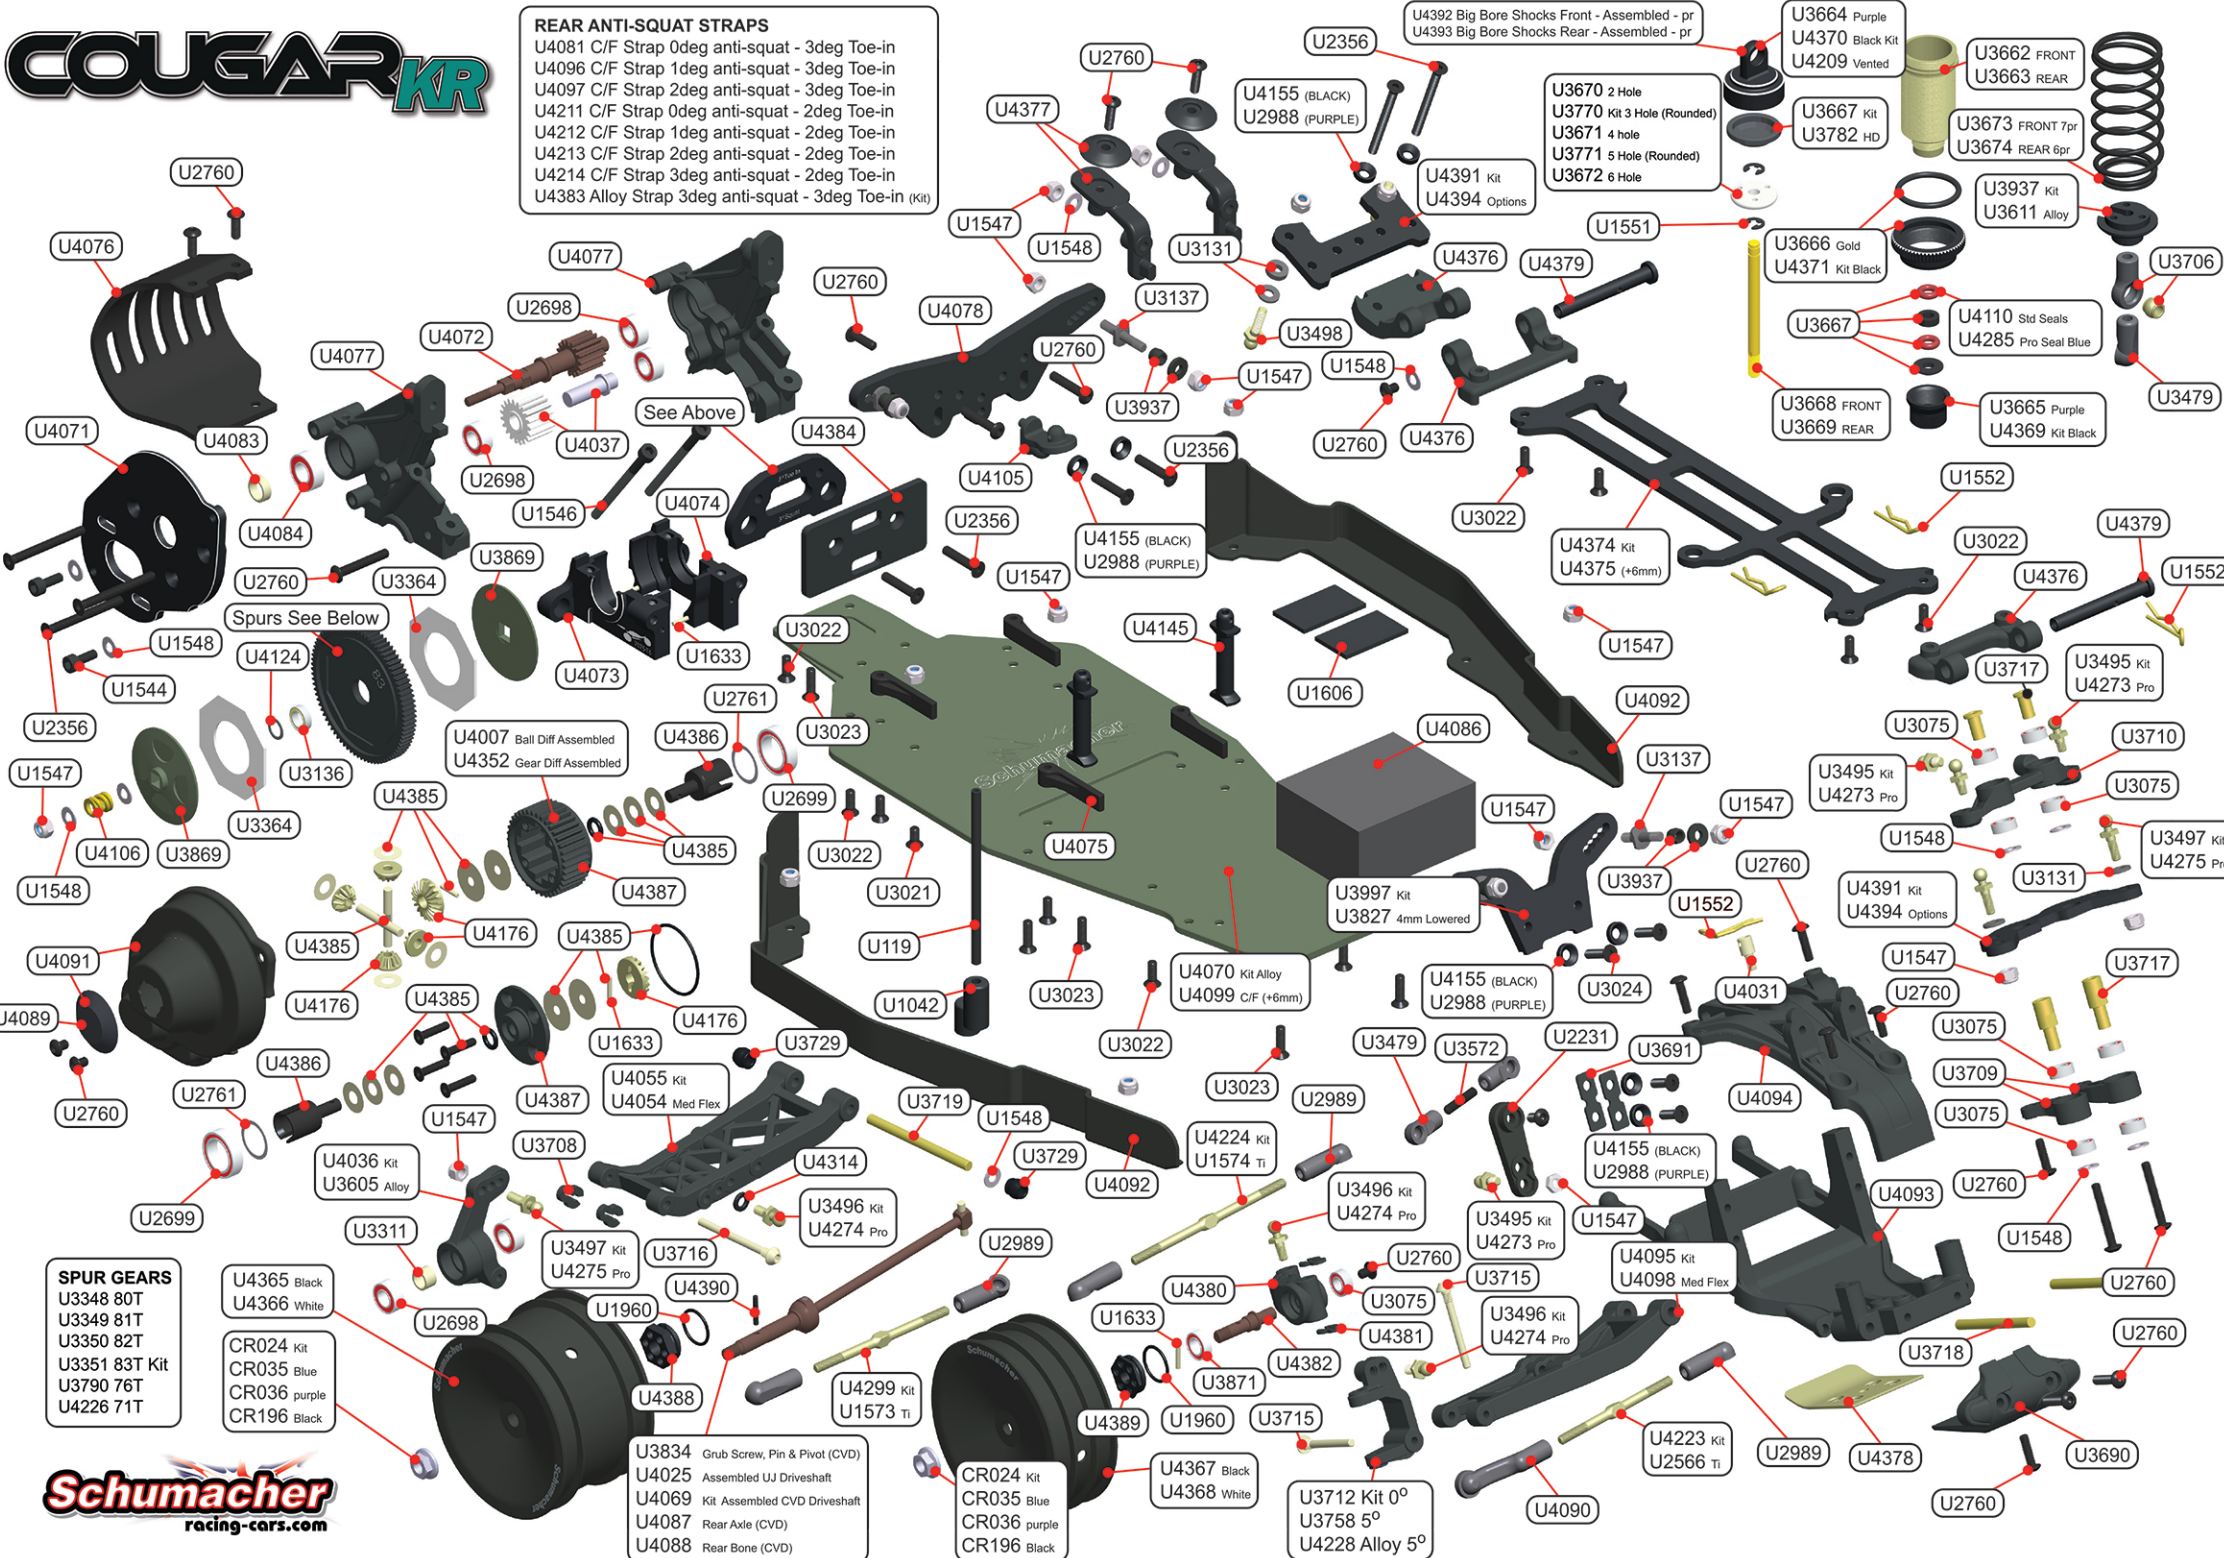 COUGAR KR
REAR ANTI-SQUAT STRAPS
U4081 C/F Strap 0deg anti-squat - 3deg Toe-in
U4096 C/F Strap 1deg anti-squat - 3deg Toe-in
U4097 C/F Strap 2deg anti-squat - 3deg Toe-in
U4211 C/F Strap 0deg anti-squat - 2deg Toe-in
U4212 C/F Strap 1deg anti-squat - 2deg Toe-in
U4213 C/F Strap 2deg anti-squat - 2deg Toe-in
U4214 C/F Strap 3deg anti-squat - 2deg Toe-in
U4383 Alloy Strap 3deg anti-squat - 3deg Toe-in (Kit)
U2760
U2356
U4392 Big Bore Shocks Front - Assembled - pr
U4393 Big Bore Shocks Rear - Assembled - pr
U3664 Purple
U4370 Black Kit
U4209 Vented
U3662 FRONT
U3663 REAR
U4377
U4155 (BLACK)
U2988 (PURPLE)
U3670 2 Hole
U3770 Kit 3 Hole (Rounded)
U3671 4 hole
U3771 5 Hole (Rounded)
U3672 6 Hole
U3667 Kit
U3782 HD
U3673 FRONT 7pr
U3674 REAR 6pr
U2760
U4391 Kit
U4394 Options
U3937 Kit
U3611 Alloy
U4076
U4077
U1547
U1548
U3131
U4376
U4379
U1551
U3666 Gold
U4371 Kit Black
U3706
U2698
U2760
U4078
U3137
U3498
U3667
U4110 Std Seals
U4285 Pro Seal Blue
U4077
U4072
U2760
U1547
U1548
U3937
U3668 FRONT
U3669 REAR
U3479
U3665 Purple
U4369 Kit Black
U4071
U4083
U4037
See Above
U4384
U2760
U4376
U2698
U4105
U2356
U1552
U4084
U1546
U4074
U3022
U2356
U4155 (BLACK)
U2988 (PURPLE)
U4374 Kit
U4375 (+6mm)
U4379
U3022
U2760
U3364
U3869
U1547
U4376
U1552
3° Toe In
3° Squat
Spurs See Below
83
U1548
U4124
U1544
U4073
U1633
U3022
U4145
U1606
U1547
U3717
U3495 Kit
U4273 Pro
U2356
U3136
U4007 Ball Diff Assembled
U4352 Gear Diff Assembled
U4386
U2761
U3023
U4086
U4092
U3075
U3710
Schumacher
U1547
U3137
U3495 Kit
U4273 Pro
U3075
U3364
U4385
U2699
U1547
U1547
U1548
U3497 Kit
U4275 Pr
U4106
U3869
U4385
U3022
U4075
U3937
U2760
U3131
U1548
U4387
U3021
U3997 Kit
U3827 4mm Lowered
U1552
U4391 Kit
U4394 Options
U4385
U4176
U4385
U119
U4091
U1547
U3717
U4176
U4385
U4176
U1042
U3023
U4070 Kit Alloy
U4099 C/F (+6mm)
U4155 (BLACK)
U2988 (PURPLE)
U3024
U4031
U2760
U4089
U1633
U3729
U3022
U3479
U3572
U2231
U3691
U3075
U4386
U4055 Kit
U4054 Med Flex
U3023
U4094
U3709
U2760
U2761
U4387
U3719
U1548
U2989
U3075
U1547
U3708
U4224 Kit
U1574 Ti
U4155 (BLACK)
U2988 (PURPLE)
U4036 Kit
U3605 Alloy
U4314
U3729
U4092
U2760
U4093
U2699
U3496 Kit
U4274 Pro
U3496 Kit
U4274 Pro
U3495 Kit
U4273 Pro
U1547
U1548
U3311
U3497 Kit
U4275 Pro
U3716
U2989
U2760
U4095 Kit
U4098 Med Flex
U2760
SPUR GEARS
U3348 80T
U3349 81T
U3350 82T
U3351 83T Kit
U3790 76T
U4226 71T
U4365 Black
U4366 White
U4390
U4380
U3715
U3075
U2698
U1960
U1633
U3496 Kit
U4274 Pro
U4381
U2760
CR024 Kit
CR035 Blue
CR036 purple
CR196 Black
Schumacher
Schumacher
U4382
U3718
U4388
U4299 Kit
U1573 Ti
Schumacher
U3871
U4389
U1960
U3715
U4223 Kit
U2566 Ti
U2989
U4378
U3690
U3834 Grub Screw, Pin & Pivot (CVD)
U4025 Assembled UJ Driveshaft
U4069 Kit Assembled CVD Driveshaft
U4087 Rear Axle (CVD)
U4088 Rear Bone (CVD)
CR024 Kit
CR035 Blue
CR036 purple
CR196 Black
U4367 Black
U4368 White
U3712 Kit 0°
U3758 5°
U4228 Alloy 5°
U4090
U2760
Schumacher
racing-cars.com